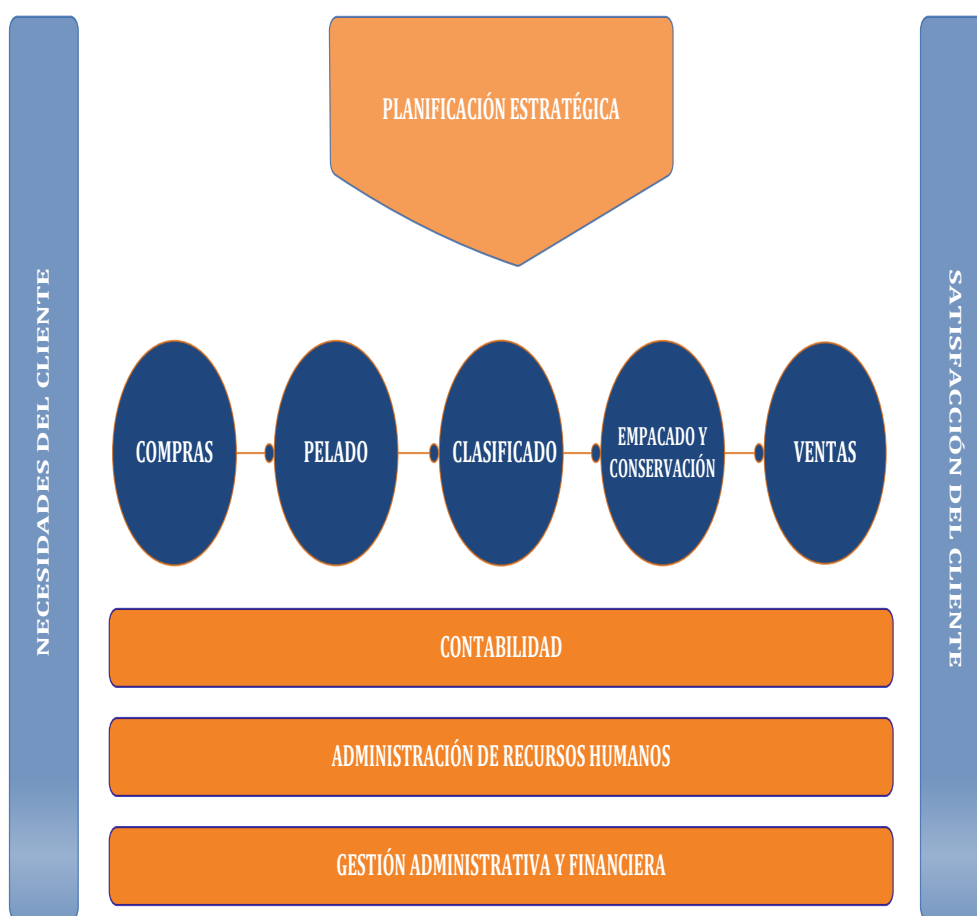 PLANIFICACIÓN ESTRATÉGICA
NECESIDADES DEL CLIENTE
COMPRAS
PELADO
CLASIFICADO
EMPACADO Y
CONSERVACIÓN
VENTAS
SATISFACCIÓN DEL CLIENTE
CONTABILIDAD
ADMINISTRACIÓN DE RECURSOS HUMANOS
GESTIÓN ADMINISTRATIVA Y FINANCIERA